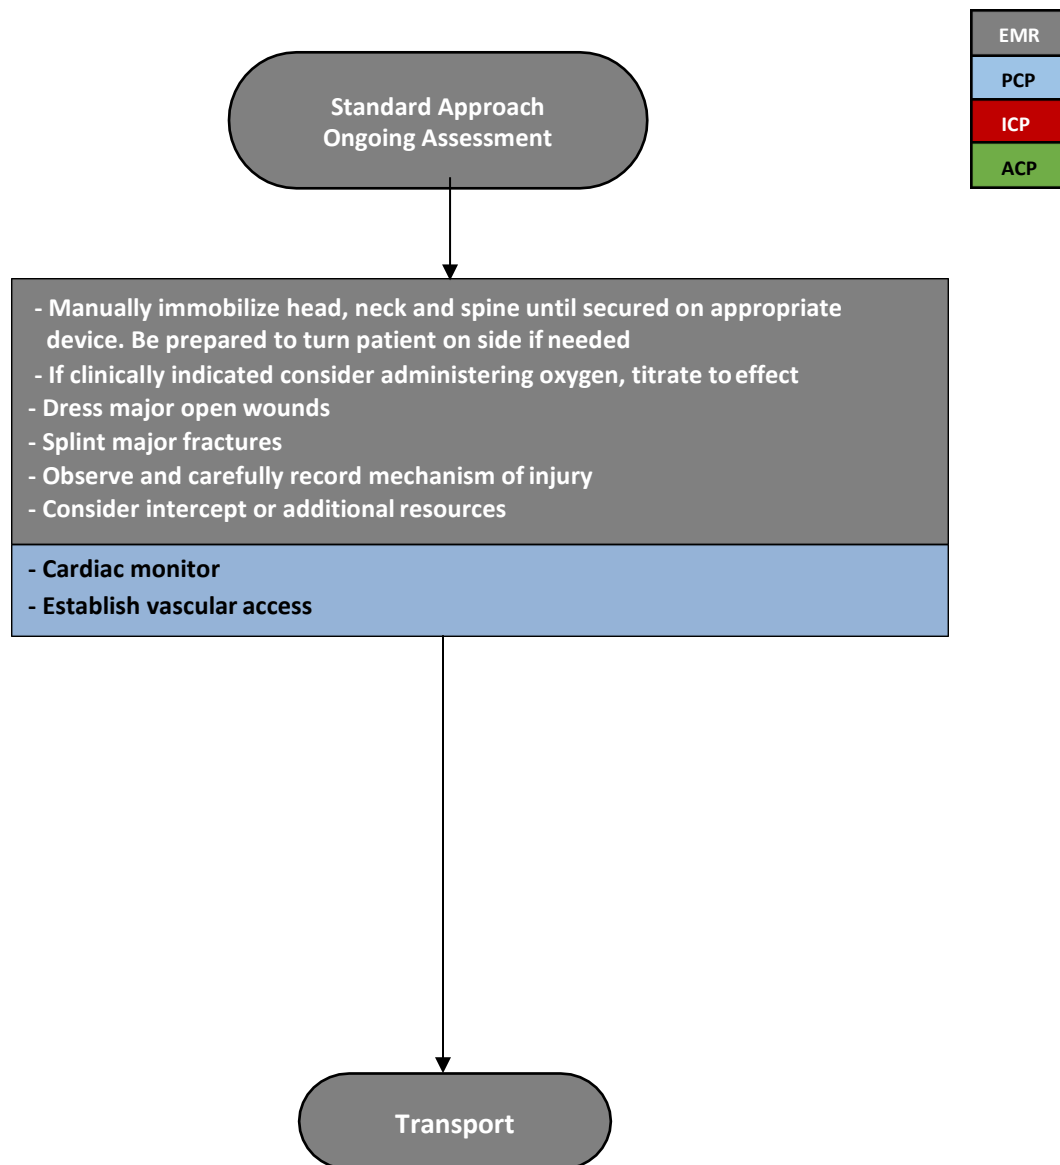 EMR
PCP
ICP
ACP
Standard Approach
Ongoing Assessment
- Manually immobilize head, neck and spine until secured on appropriate
device. Be prepared to turn patient on side if needed
- If clinically indicated consider administering oxygen, titrate to effect
- Dress major open wounds
- Splint major fractures
- Observe and carefully record mechanism of injury
- Consider intercept or additional resources
- Cardiac monitor
- Establish vascular access
Transport